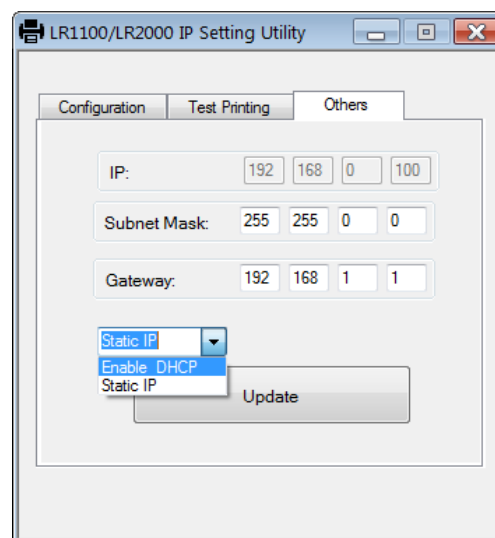 LR1100/LR2000 IP Setting Utility
Configuration Test Printing Others
IP: 192 168 0 100
Subnet Mask: 255 255 0 0
Gateway: 192 168 1 1
Static IP
Enable DHCP
Static IP
Update